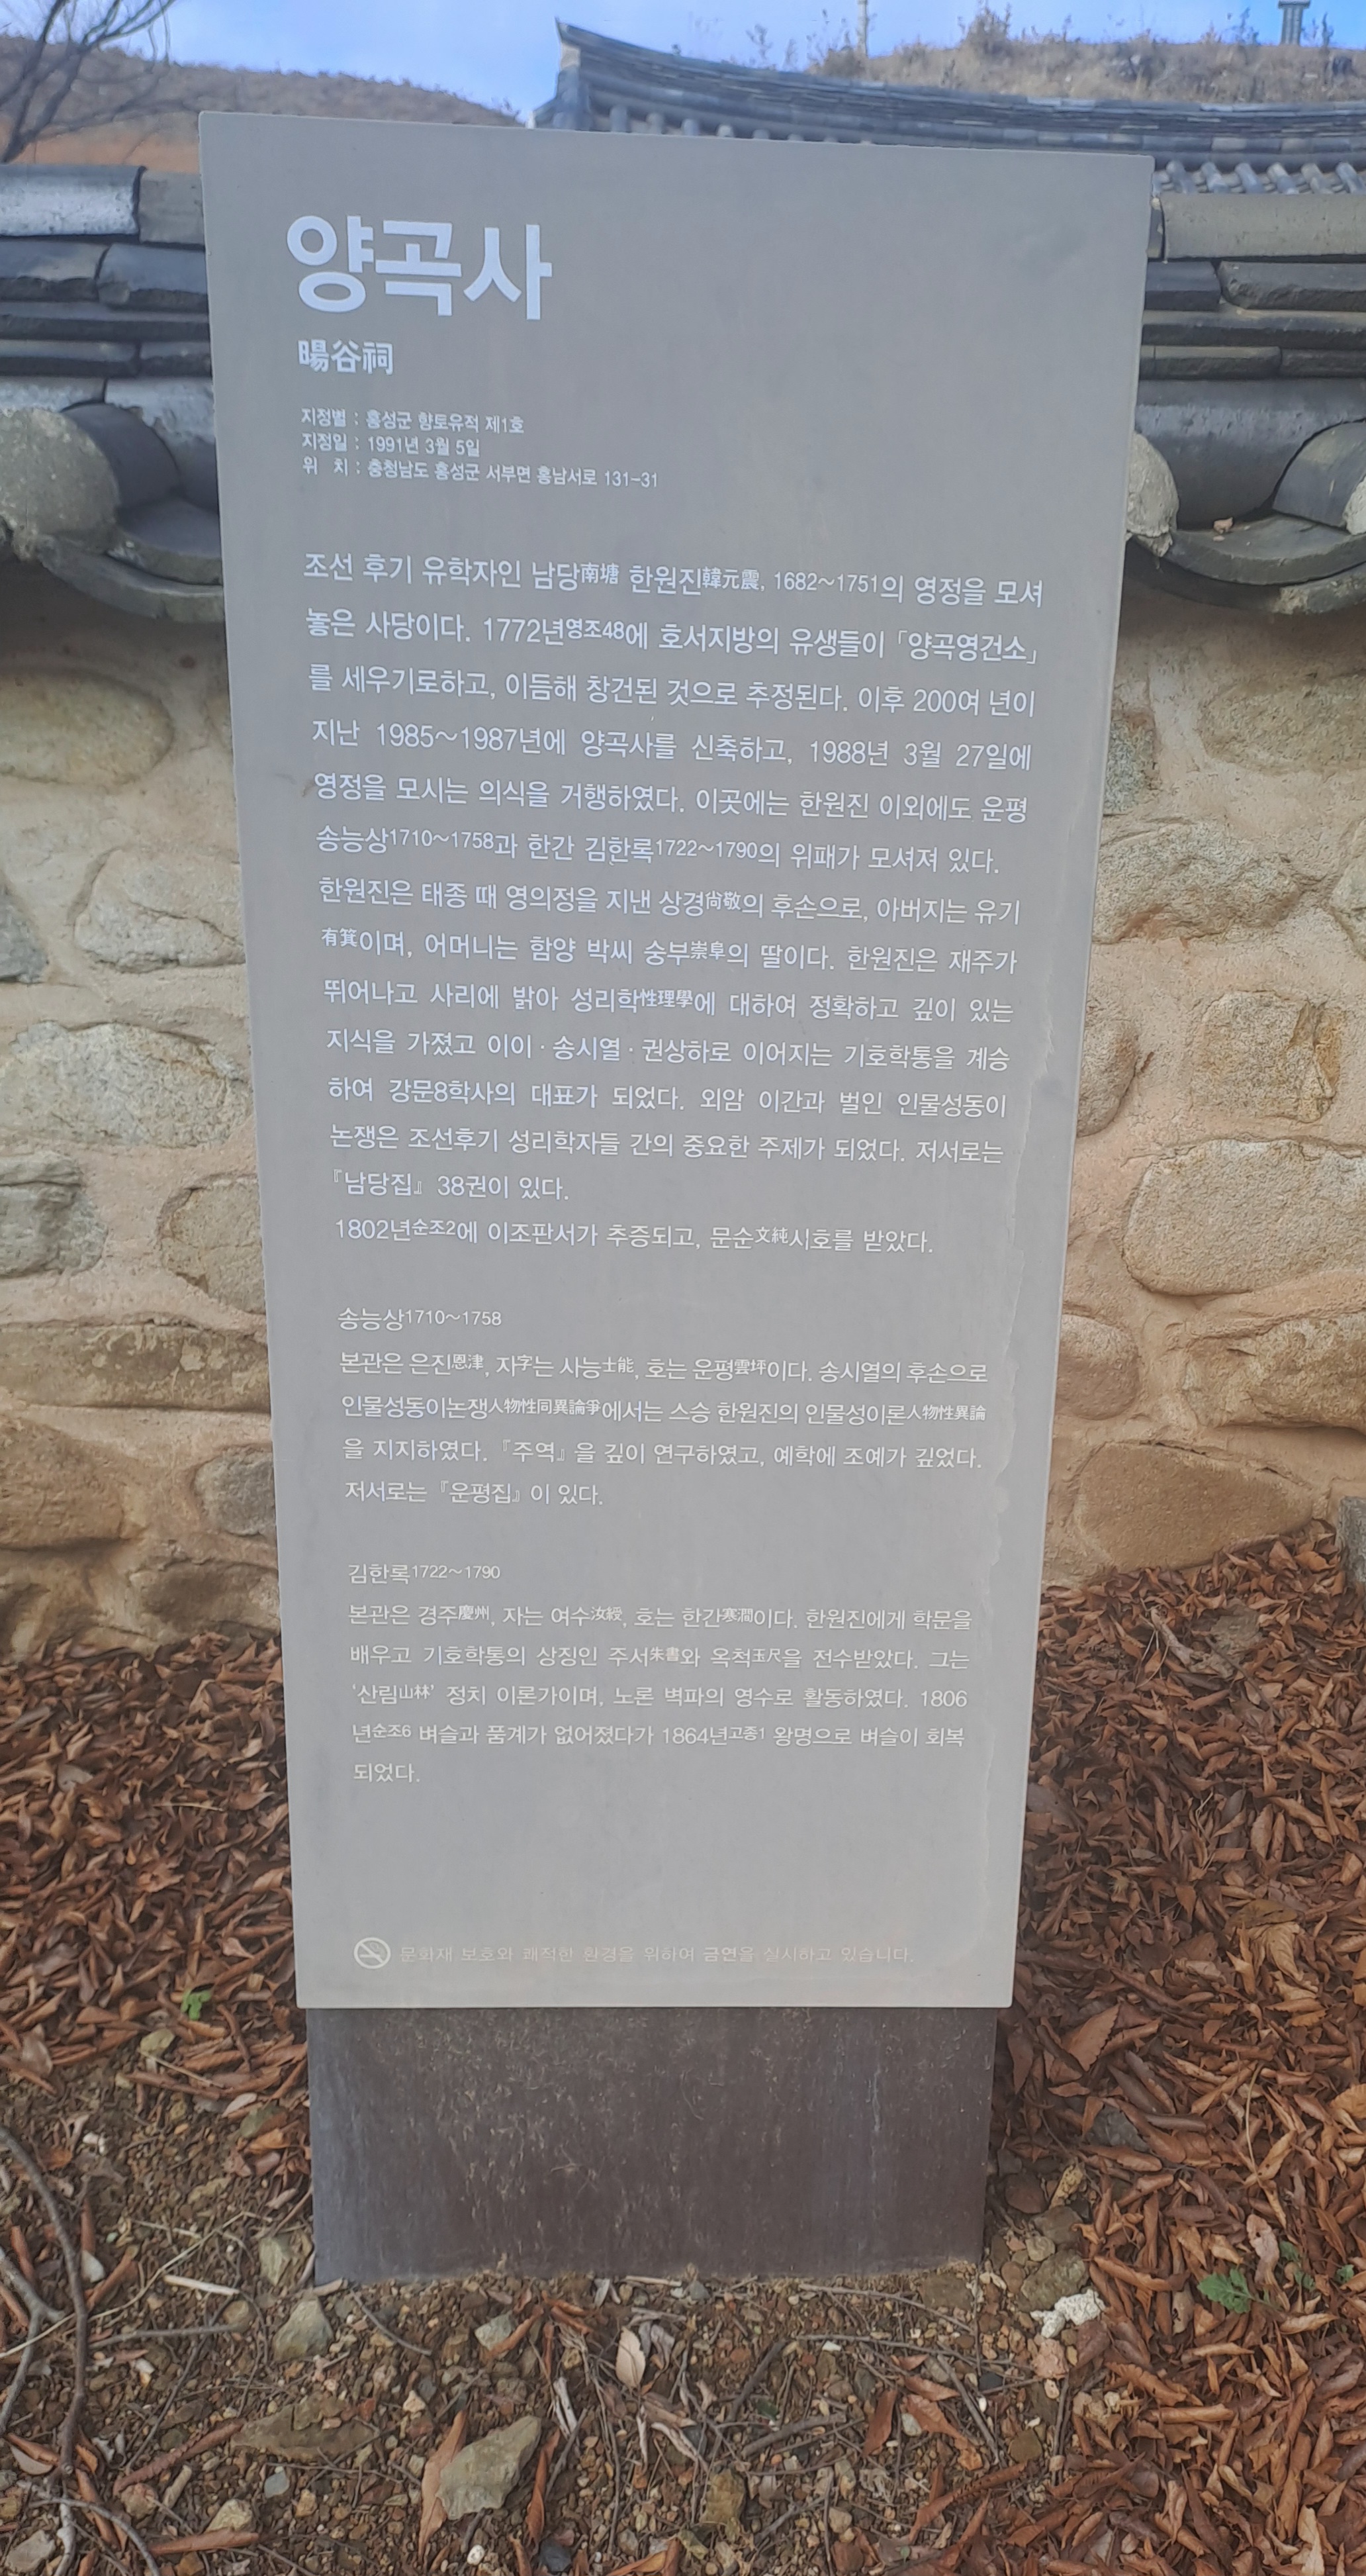 양곡사
暘谷祠
지정별 : 홍성군 향토유적 제1호
지정일 : 1991년 3월 5일
위 치 : 충청남도 홍성군 서부면 홍남서로 131-31
조선 후기 유학자인 남당南塘 한원진韓元震, 1682~1751의 영정을 모셔
놓은 사당이다. 1772년영조48에 호서지방의 유생들이 「양곡영건소」
를 세우기로하고, 이듬해 창건된 것으로 추정된다. 이후 200여 년이
지난 1985~1987년에 양곡사를 신축하고, 1988년 3월 27일에
영정을 모시는 의식을 거행하였다. 이곳에는 한원진 이외에도 운평
송능상1710~1758과 한간 김한록1722~1790의 위패가 모셔져 있다.
한원진은 태종 때 영의정을 지낸 상경尙敬의 후손으로, 아버지는 유기
有箕이며, 어머니는 함양 박씨 숭부崇阜의 딸이다. 한원진은 재주가
뛰어나고 사리에 밝아 성리학性理學에 대하여 정확하고 깊이 있는
지식을 가졌고 이이 · 송시열 · 권상하로 이어지는 기호학통을 계승
하여 강문8학사의 대표가 되었다. 외암 이간과 벌인 인물성동이
논쟁은 조선후기 성리학자들 간의 중요한 주제가 되었다. 저서로는
『남당집』 38권이 있다.
1802년순조2에 이조판서가 추증되고, 문순文純시호를 받았다.
송능상1710~1758
본관은 은진恩津, 자字는 사능士能, 호는 운평雲坪이다. 송시열의 후손으로
인물성동이논쟁人物性同異論爭에서는 스승 한원진의 인물성이론人物性異論
을 지지하였다. 『주역』을 깊이 연구하였고, 예학에 조예가 깊었다.
저서로는 『운평집』이 있다.
김한록1722~1790
본관은 경주慶州, 자는 여수汝綬, 호는 한간寒澗이다. 한원진에게 학문을
배우고 기호학통의 상징인 주서朱書와 옥척玉尺을 전수받았다. 그는
'산림山林' 정치 이론가이며, 노론 벽파의 영수로 활동하였다. 1806
년순조6 벼슬과 품계가 없어졌다가 1864년고종1 왕명으로 벼슬이 회복
되었다.
문화재 보호와 쾌적한 환경을 위하여 금연을 실시하고 있습니다.